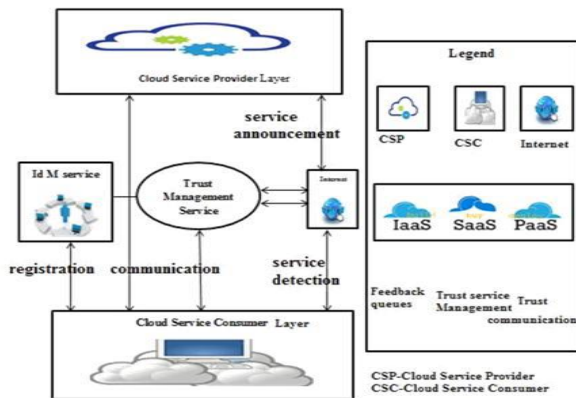 Cloud Service Provider Layer
service
announcement
Id M service
Trust
Management
Service
Internet
registration
communication
service
detection
Cloud Service Consumer Layer
Legend
CSP
CSC
Internet
IaaS
SaaS
PaaS
Feedback
queues
Trust service
Management
Trust
communication
CSP-Cloud Service Provider
CSC-Cloud Service Consumer